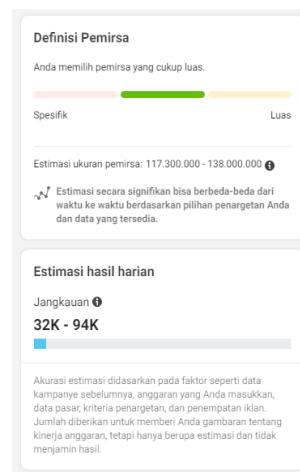 Definisi Pemirsa
Anda memilih pemirsa yang cukup luas.
Spesifik Luas
Estimasi ukuran pemirsa: 117.300.000 - 138.000.000
Estimasi secara signifikan bisa berbeda-beda dari
waktu ke waktu berdasarkan pilihan penargetan Anda
dan data yang tersedia.
Estimasi hasil harian
Jangkauan
32K - 94K
Akurasi estimasi didasarkan pada faktor seperti data
kampanye sebelumnya, anggaran yang Anda masukkan,
data pasar, kriteria penargetan, dan penempatan iklan.
Jumlah diberikan untuk memberi Anda gambaran tentang
kinerja anggaran, tetapi hanya berupa estimasi dan tidak
menjamin hasil.